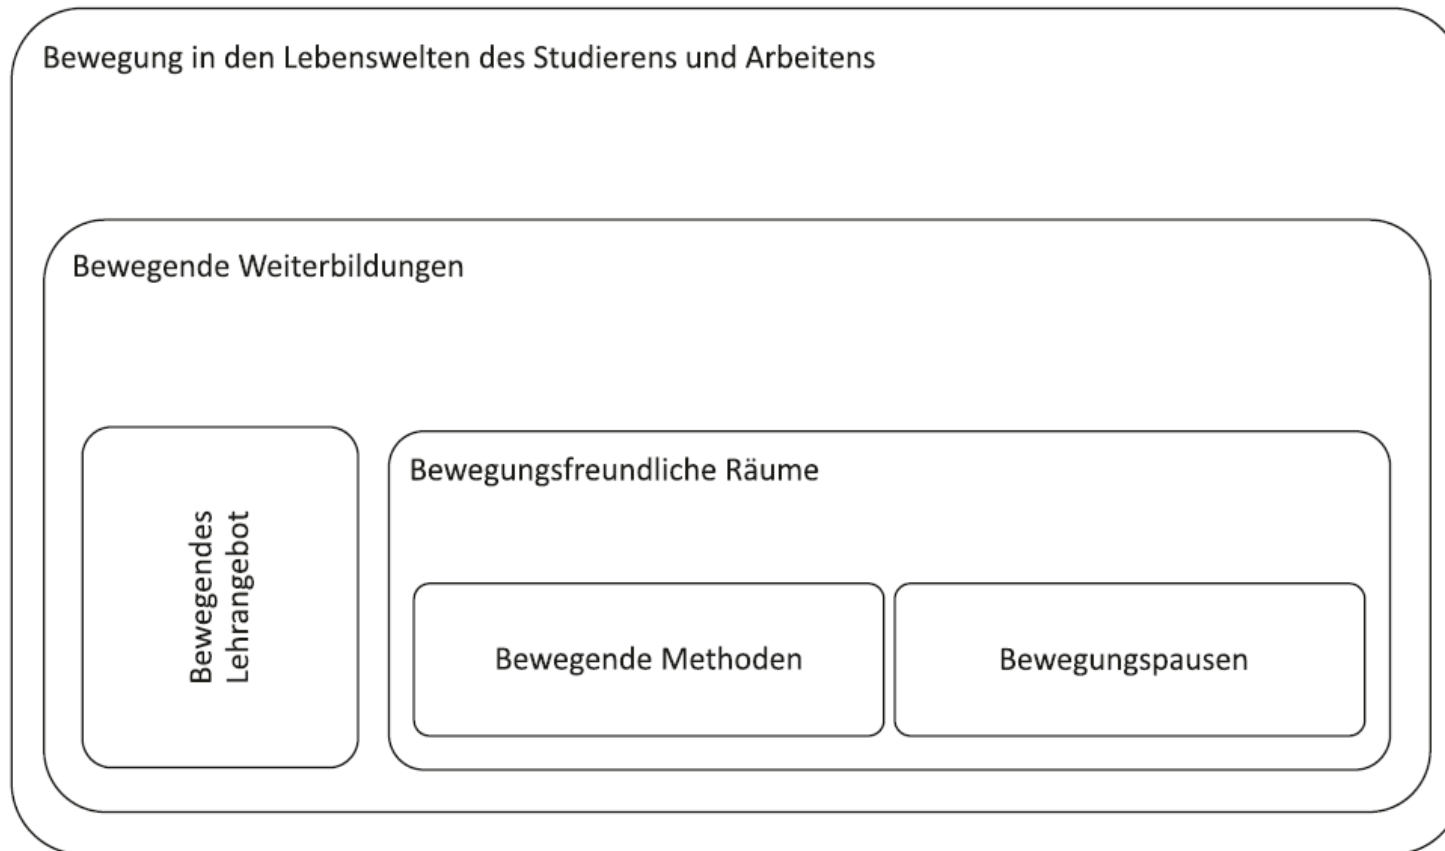 Bewegung in den Lebenswelten des Studierens und Arbeitens
Bewegende Weiterbildungen
Bewegendes
Lehrangebot
Bewegungsfreundliche Räume
Bewegende Methoden
Bewegungspausen